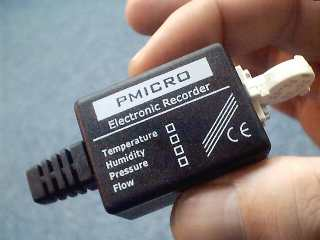 PMICRO
Electronic Recorder
Temperature
Humidity
Pressure
Flow
CE